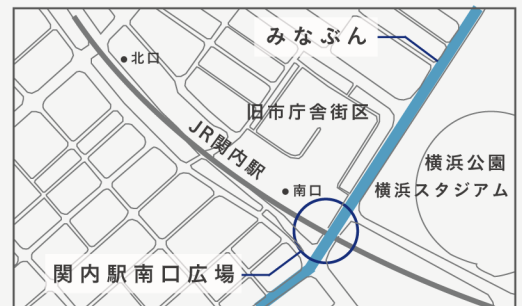 みなぶん
北口
旧市庁舎街区
JR関内駅
横浜公園
南口
横浜スタジアム
関内駅南口広場